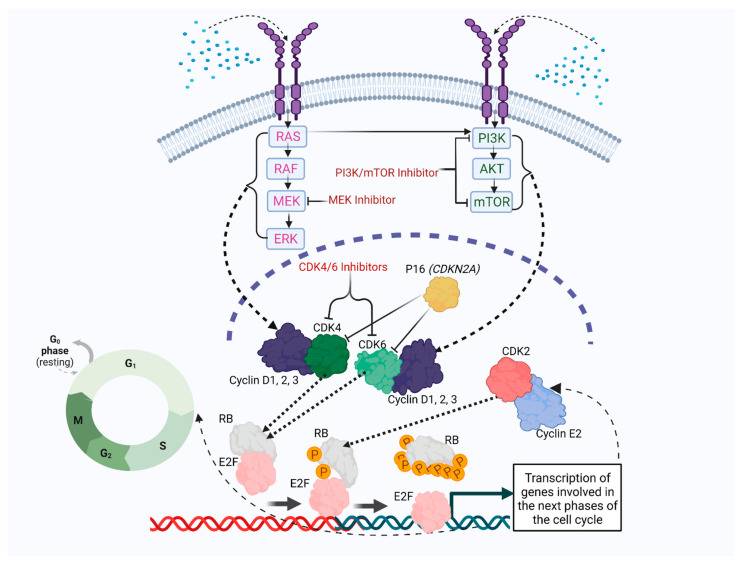 RAS
PI3K
RAF
PI3K/mTOR Inhibitor
AKT
MEK
MEK Inhibitor
mTOR
ERK
CDK4/6 Inhibitors
P16 (CDKN2A)
CDK4
CDK6
G0
phase
(resting)
G1
M
G2
S
Cyclin D1, 2, 3
Cyclin D1, 2, 3
CDK2
Cyclin E2
RB
E2F
RB
P
P
E2F
RB
P
P
P
P
P
P
P
P
E2F
Transcription of
genes involved in
the next phases of
the cell cycle